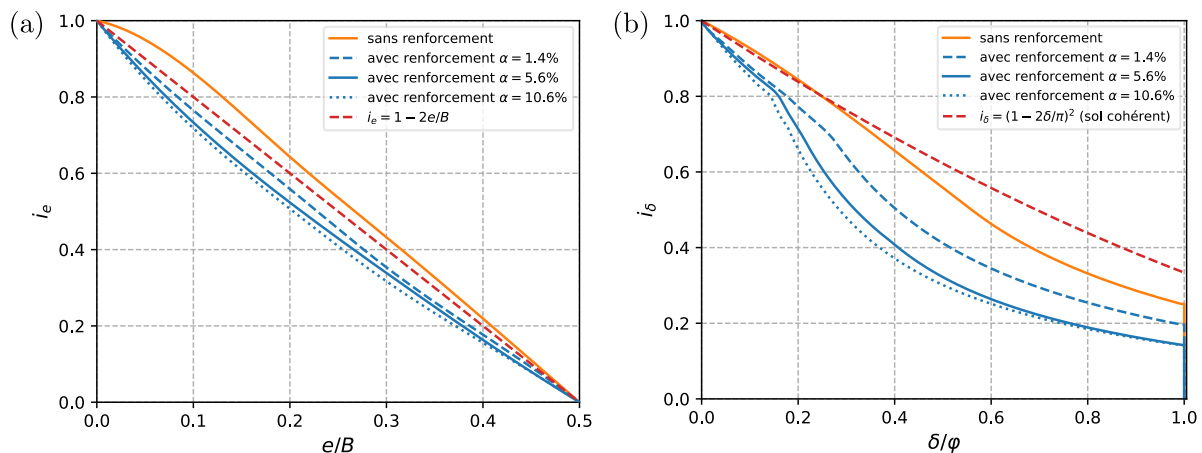 (a)
1.0
0.8
0.6
0.4
0.2
0.0
i_e
sans renforcement
avec renforcement α = 1.4%
avec renforcement α = 5.6%
avec renforcement α = 10.6%
i_e = 1 − 2e/B
0.0 0.1 0.2 0.3 0.4 0.5
e/B
(b)
1.0
0.8
0.6
0.4
0.2
0.0
i_δ
sans renforcement
avec renforcement α = 1.4%
avec renforcement α = 5.6%
avec renforcement α = 10.6%
i_δ = (1 − 2δ/π)² (sol cohérent)
0.0 0.2 0.4 0.6 0.8 1.0
δ/φ